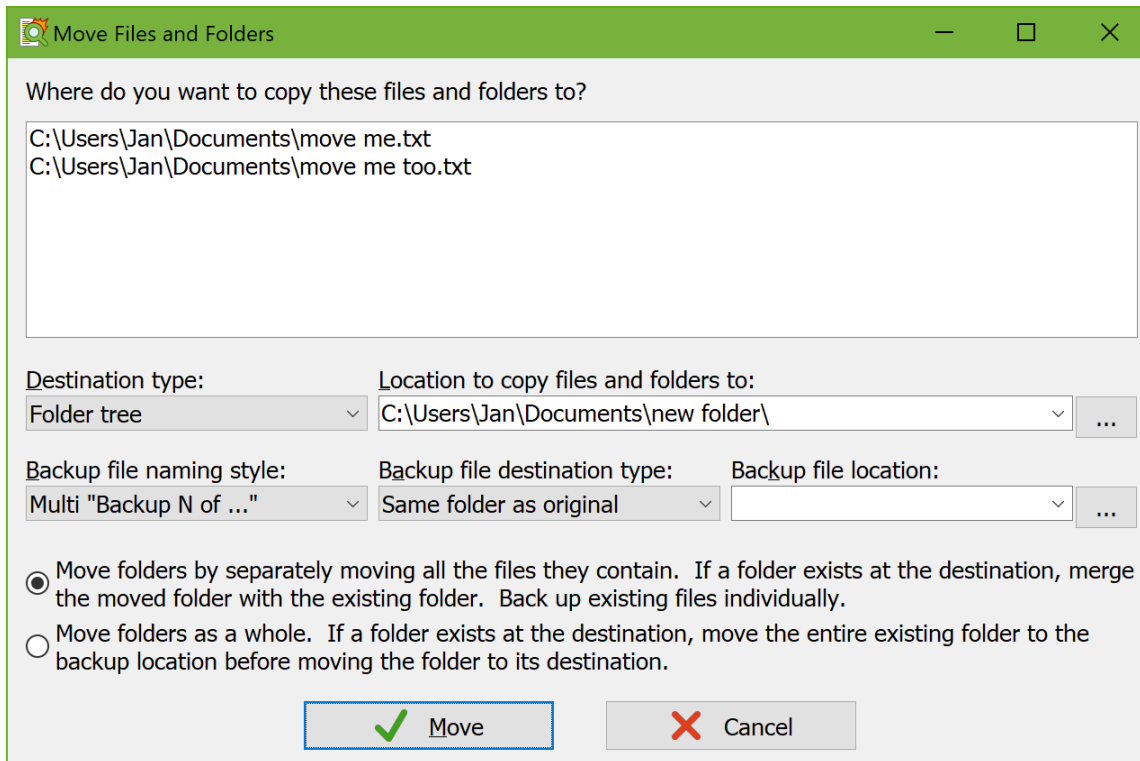 Move Files and Folders
Where do you want to copy these files and folders to?
C:\Users\Jan\Documents\move me.txt
C:\Users\Jan\Documents\move me too.txt
Destination type:
Location to copy files and folders to:
Folder tree
C:\Users\Jan\Documents\new folder\
...
Backup file naming style:
Backup file destination type:
Backup file location:
Multi "Backup N of ..."
Same folder as original
...
Move folders by separately moving all the files they contain.  If a folder exists at the destination, merge
the moved folder with the existing folder.  Back up existing files individually.
Move folders as a whole.  If a folder exists at the destination, move the entire existing folder to the
backup location before moving the folder to its destination.
Move
Cancel